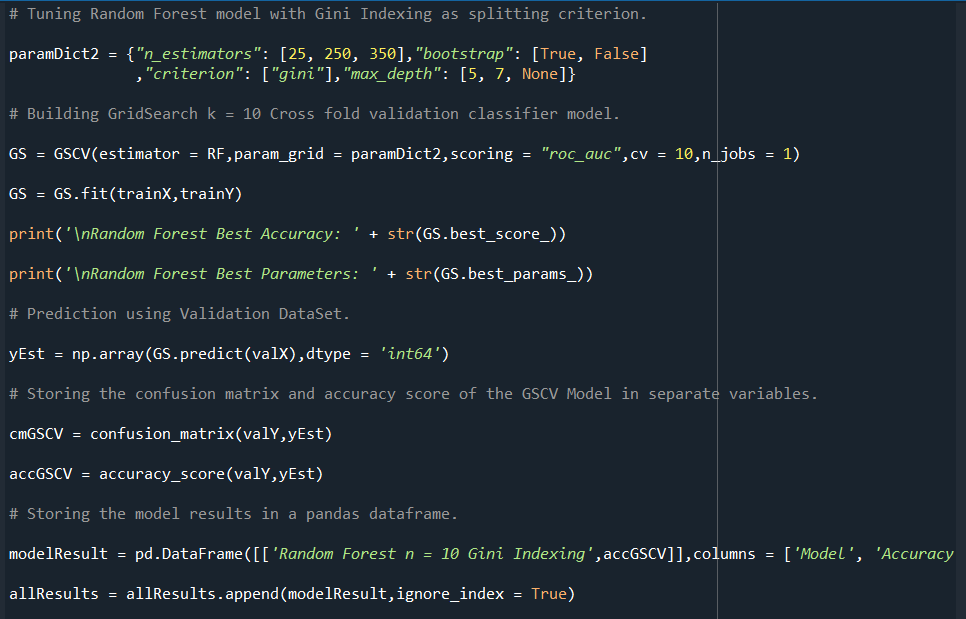 # Tuning Random Forest model with Gini Indexing as splitting criterion.
paramDict2 = {"n_estimators": [25, 250, 350],"bootstrap": [True, False]
,"criterion": ["gini"],"max_depth": [5, 7, None]}
# Building GridSearch k = 10 Cross fold validation classifier model.
GS = GSCV(estimator = RF,param_grid = paramDict2,scoring = "roc_auc",cv = 10,n_jobs = 1)
GS = GS.fit(trainX,trainY)
print('\nRandom Forest Best Accuracy: ' + str(GS.best_score_))
print('\nRandom Forest Best Parameters: ' + str(GS.best_params_))
# Prediction using Validation DataSet.
yEst = np.array(GS.predict(valX),dtype = 'int64')
# Storing the confusion matrix and accuracy score of the GSCV Model in separate variables.
cmGSCV = confusion_matrix(valY,yEst)
accGSCV = accuracy_score(valY,yEst)
# Storing the model results in a pandas dataframe.
modelResult = pd.DataFrame([['Random Forest n = 10 Gini Indexing',accGSCV]],columns = ['Model', 'Accuracy
allResults = allResults.append(modelResult,ignore_index = True)